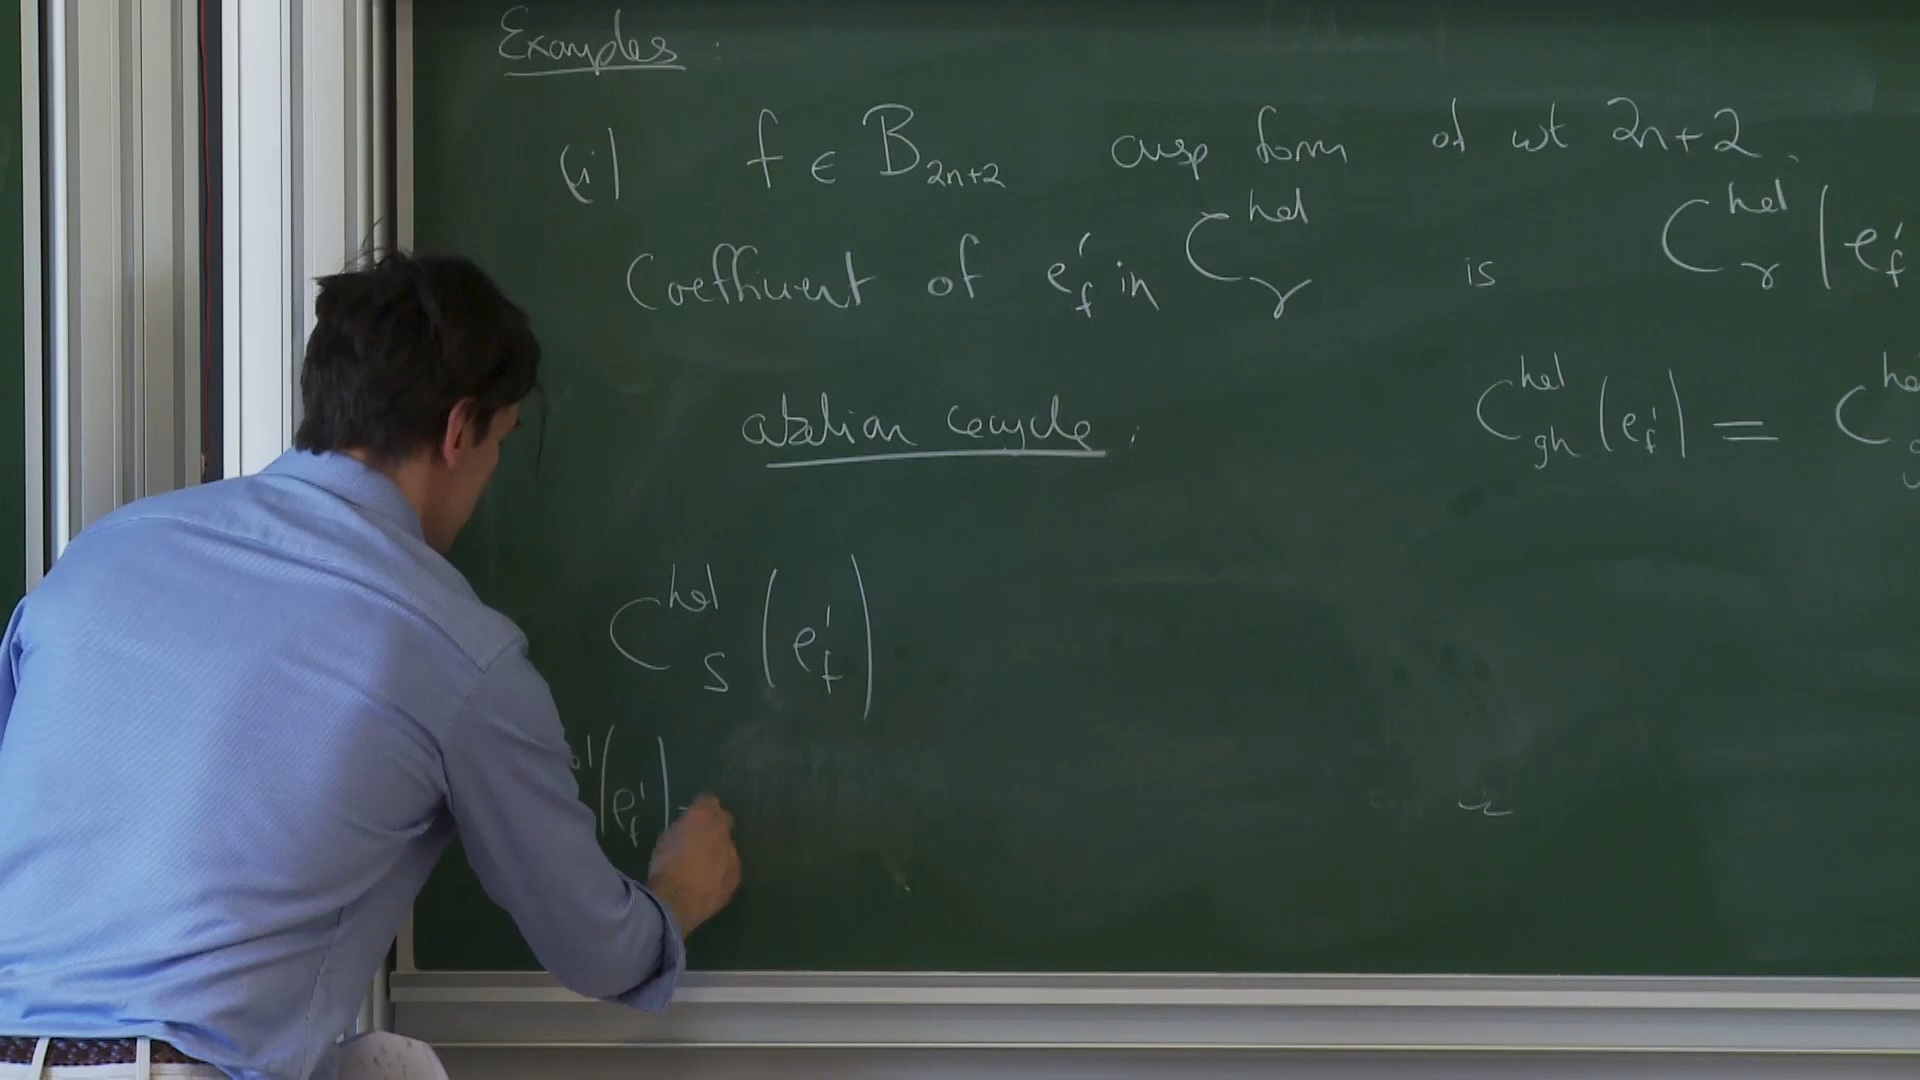 Examples :
(i) f ∈ B_{2n+2} cusp form of wt 2n+2.
Coefficient of e'_f in C^{hol}_γ is C^{hol}_γ (e'_f
abelian cocycle : C^{hol}_{gh} (e'_f) = C
C^{hol}_S (e'_f)
(e'_f)